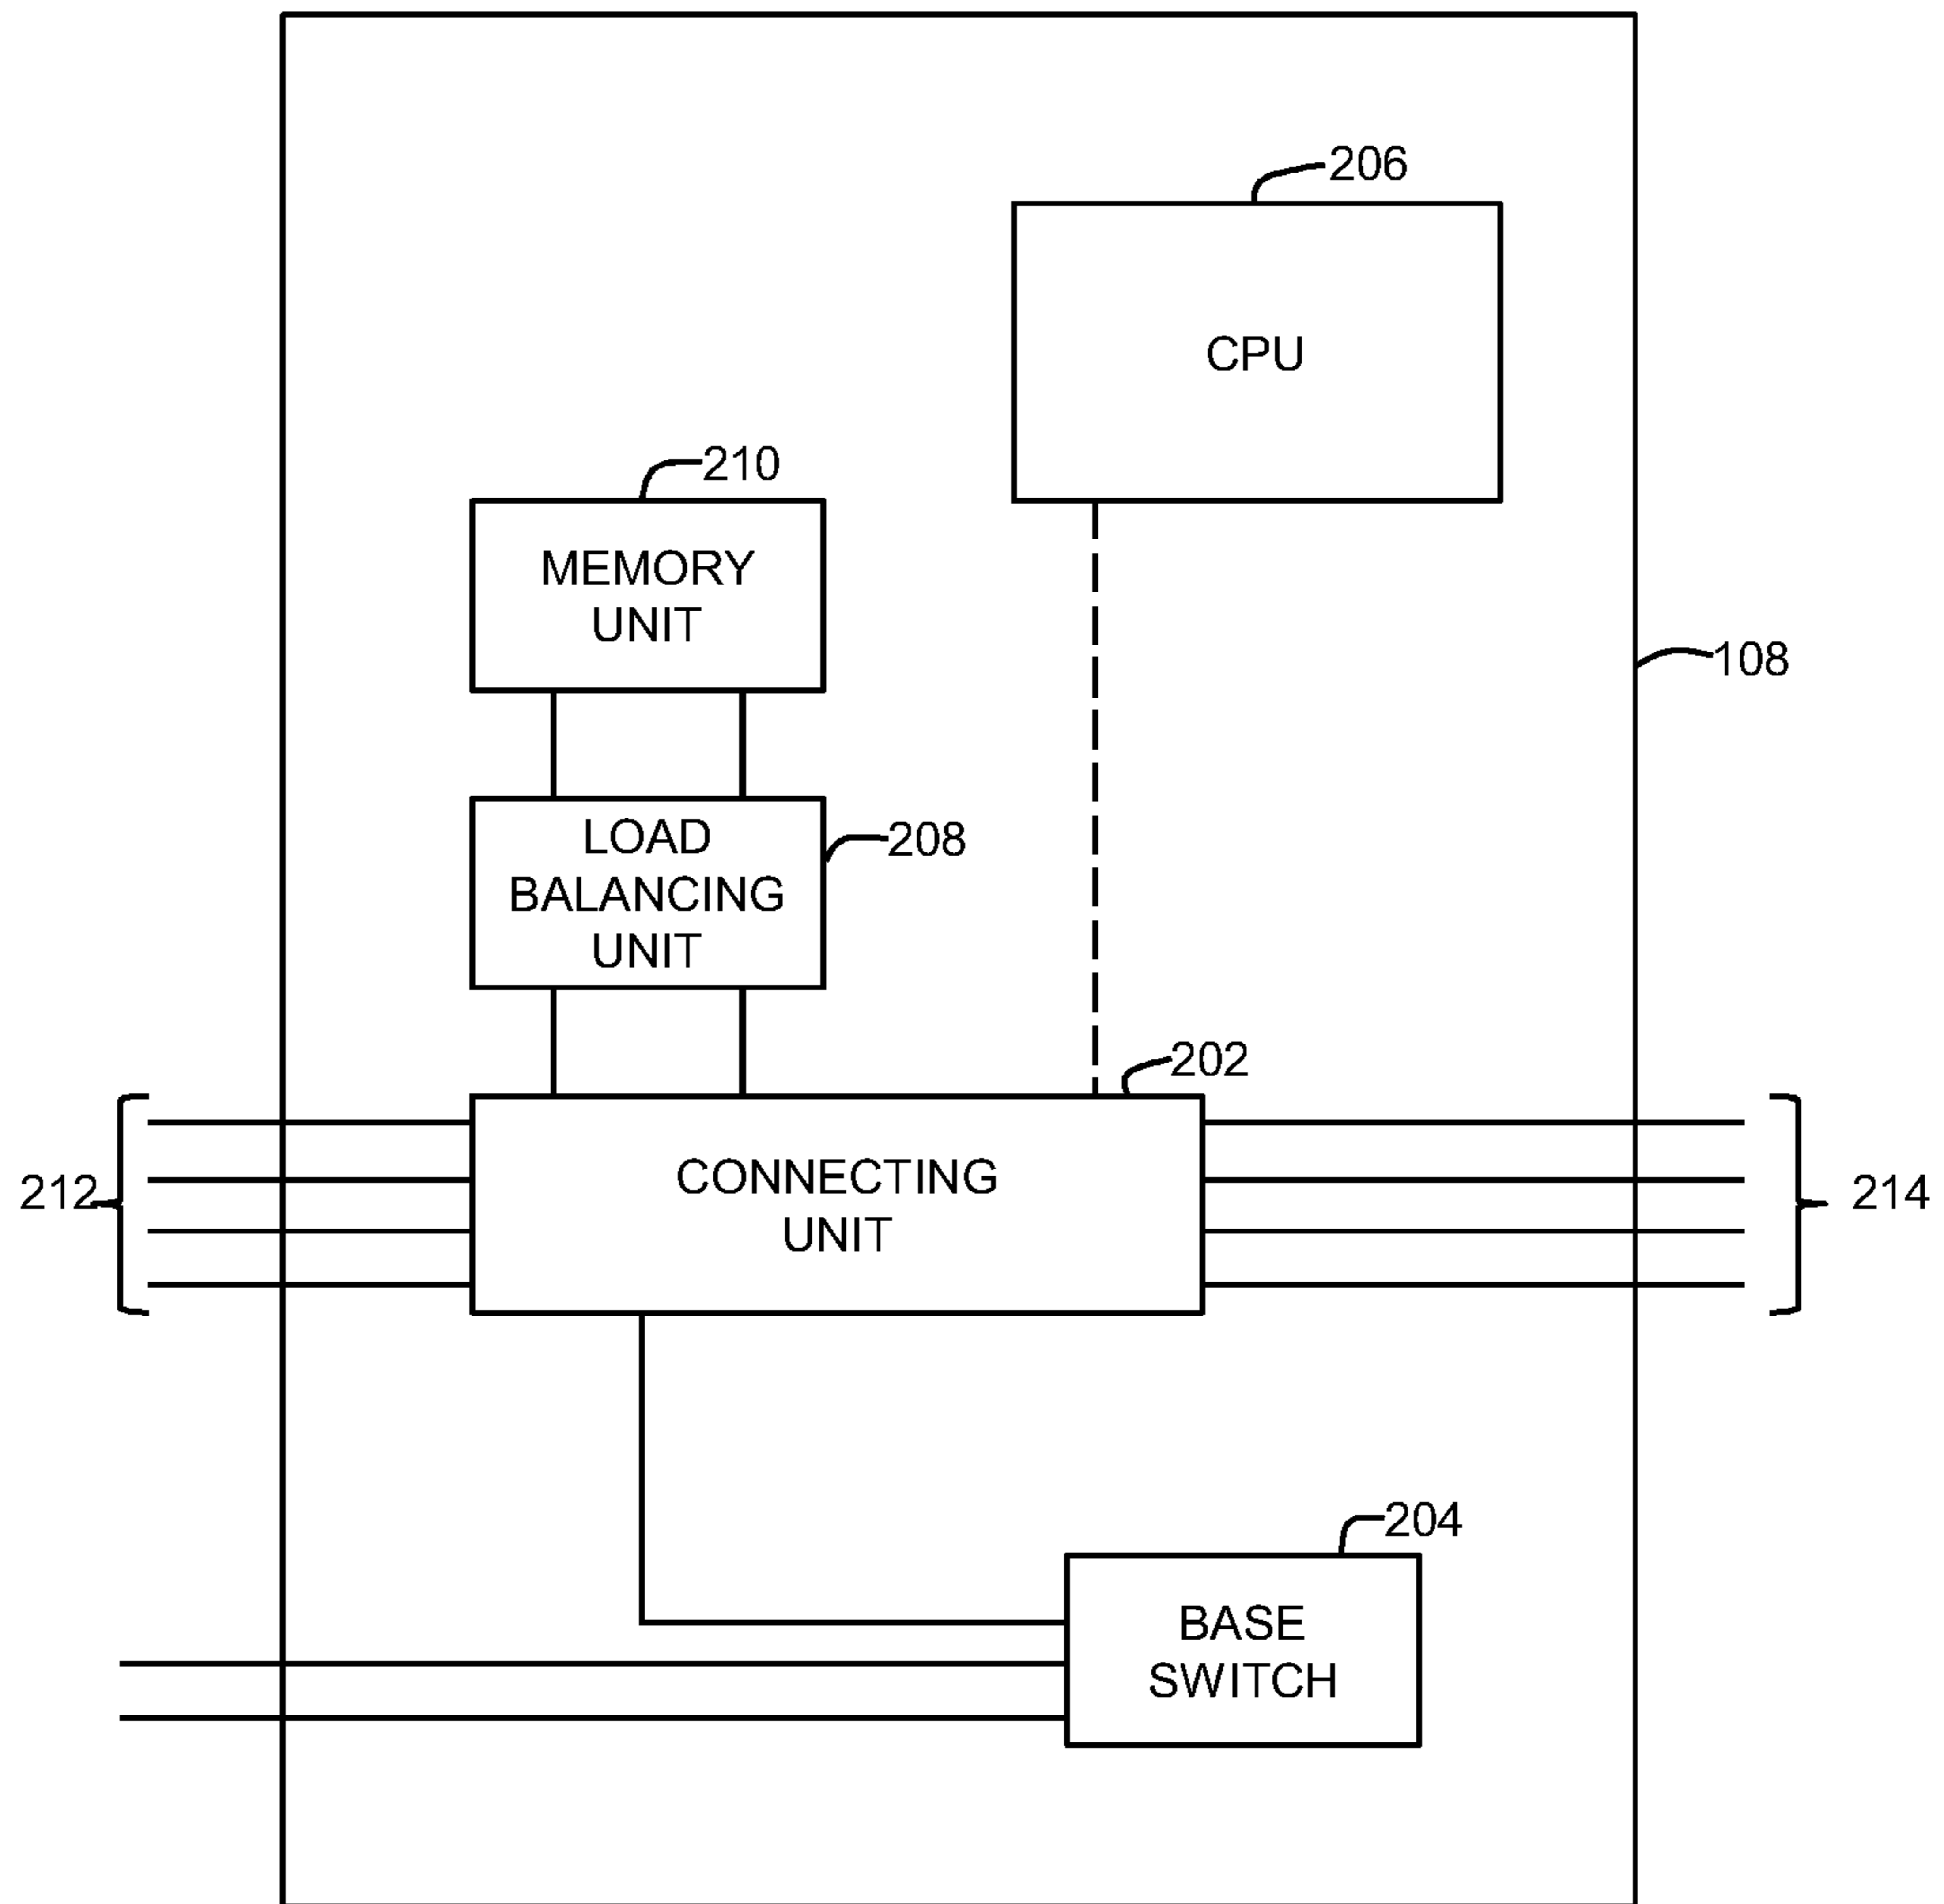 206
CPU
210
MEMORY
UNIT
108
LOAD
BALANCING
UNIT
208
202
212
CONNECTING
UNIT
214
204
BASE
SWITCH